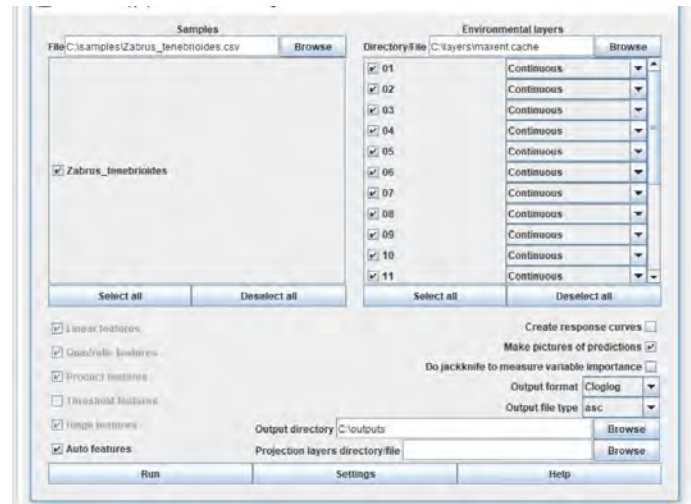 Samples
File C:\samples\Zabrus_tenebrioides.csv Browse
Zabrus_tenebrioides
Select all Deselect all
Environmental layers
Directory/File C:\layers\maxent.cache Browse
01 Continuous
02 Continuous
03 Continuous
04 Continuous
05 Continuous
06 Continuous
07 Continuous
08 Continuous
09 Continuous
10 Continuous
11 Continuous
Select all Deselect all
Linear features
Quadratic features
Product features
Threshold features
Hinge features
Auto features
Create response curves
Make pictures of predictions
Do jackknife to measure variable importance
Output format Cloglog
Output file type asc
Output directory C:\outputs Browse
Projection layers directory/file Browse
Run Settings Help